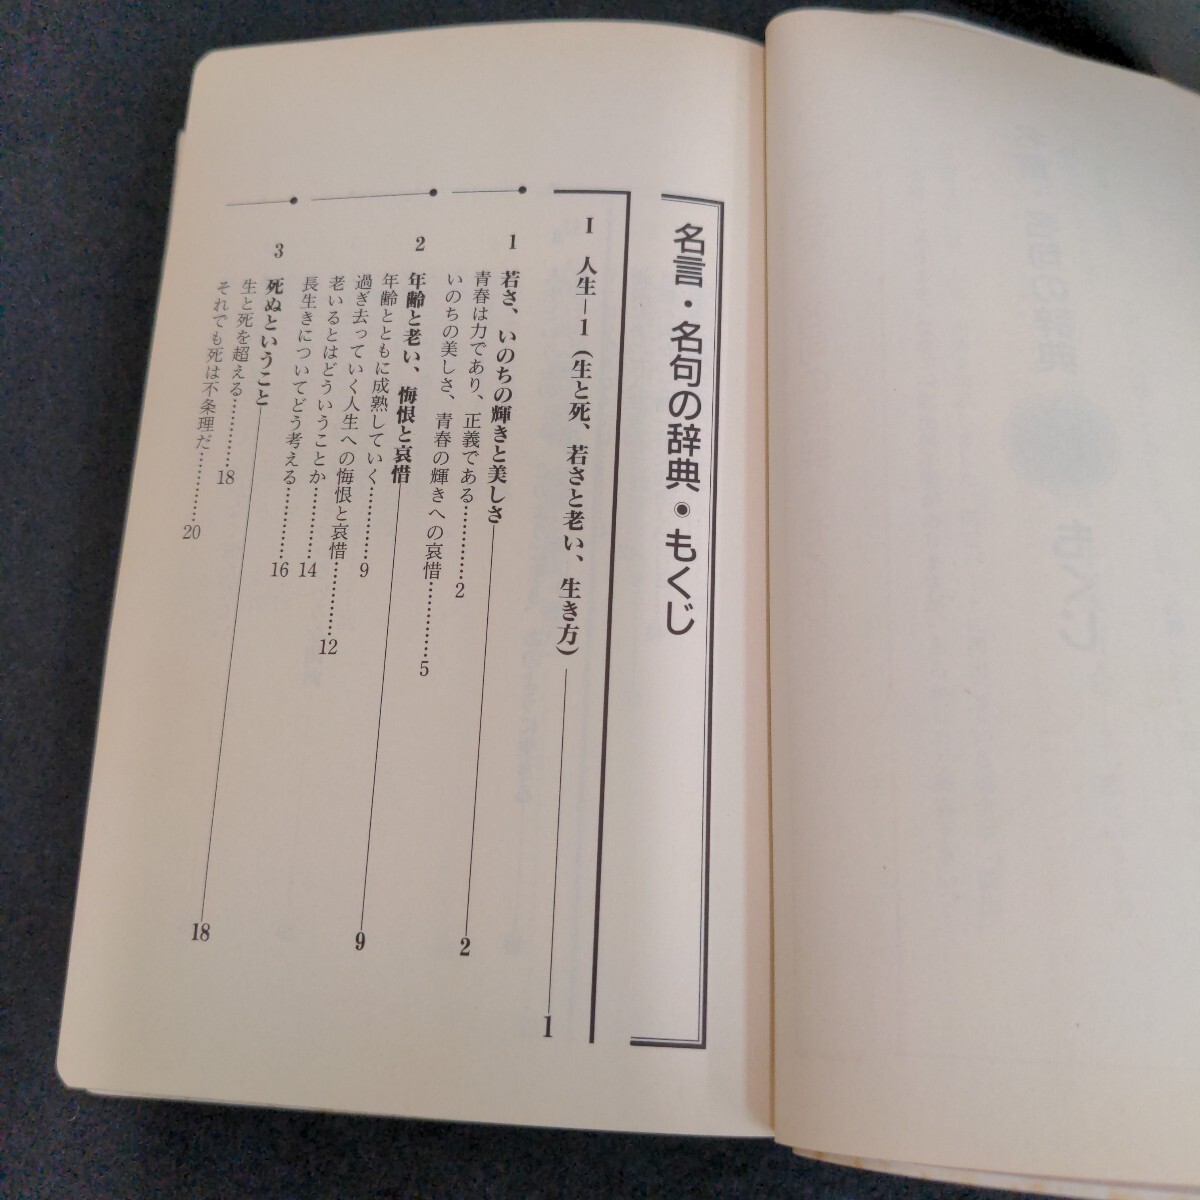 名言・名句の辞典◉もくじ
I 人生―1（生と死、若さと老い、生き方）1
1 若さ、いのちの輝きと美しさ 2
青春は力であり、正義である…………2
いのちの美しさ、青春の輝きへの哀惜…………5
2 年齢と老い、悔恨と哀惜 9
年齢とともに成熟していく…………9
過ぎ去っていく人生への悔恨と哀惜…………12
老いるとはどういうことか…………14
長生きについてどう考える…………16
3 死ぬということ 18
生と死を超える…………18
それでも死は不条理だ…………20